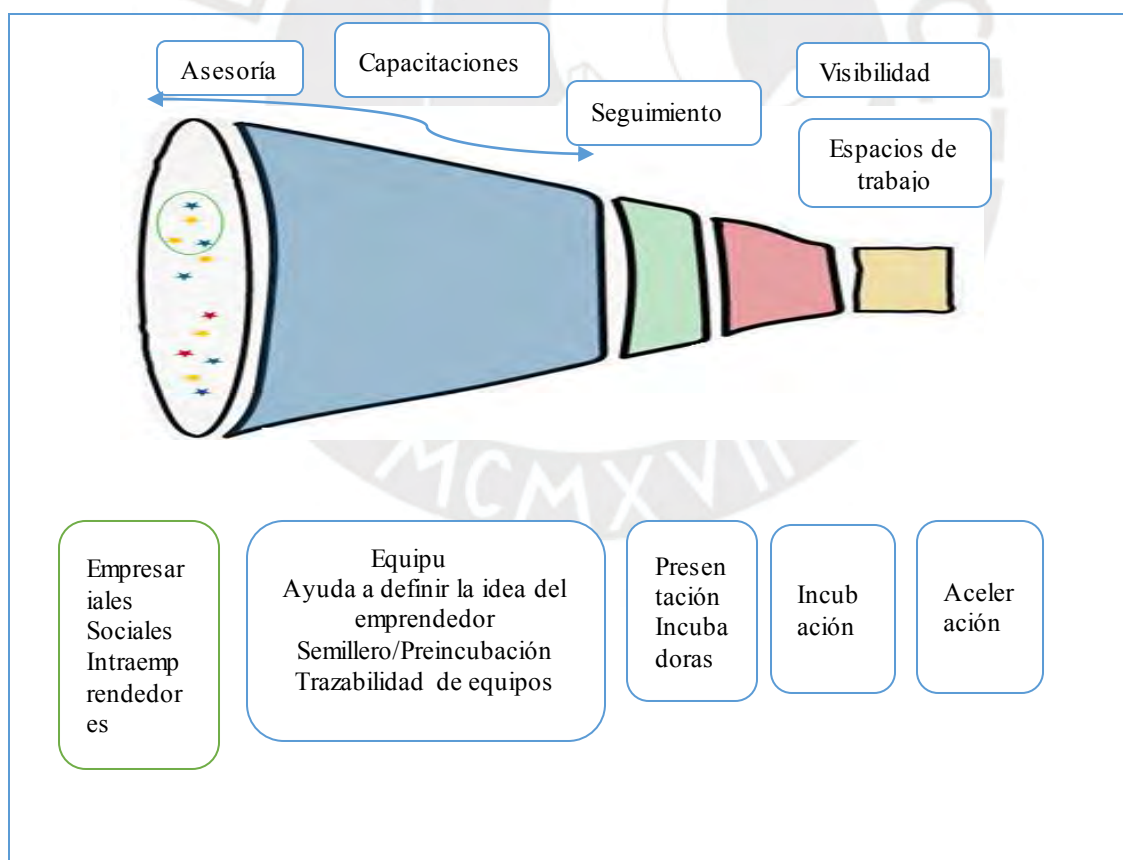 Asesoría
Capacitaciones
Seguimiento
Visibilidad
Espacios de
trabajo
MCMXVII
Empresar
iales
Sociales
Intraemp
rendedor
es
Equipu
Ayuda a definir la idea del
emprendedor
Semillero/Preincubación
Trazabilidad de equipos
Presen
tación
Incuba
doras
Incub
ación
Aceler
ación